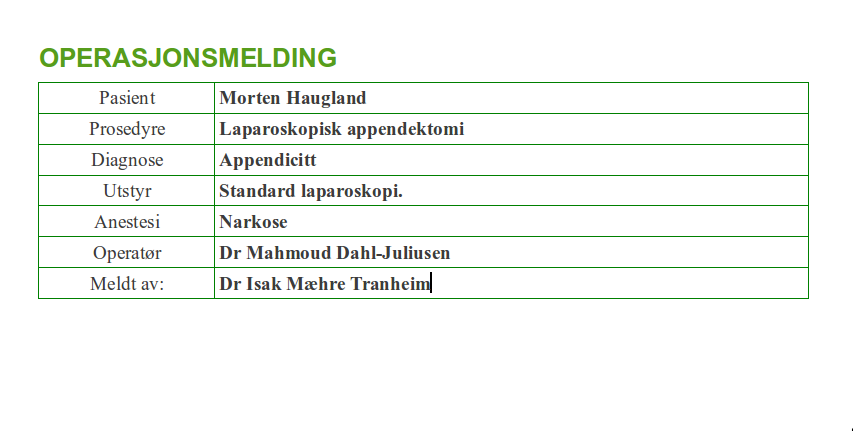 OPERASJONSMELDING
Pasient Morten Haugland
Prosedyre Laparoskopisk appendektomi
Diagnose Appendicitt
Utstyr Standard laparoskopi.
Anestesi Narkose
Operatør Dr Mahmoud Dahl-Juliusen
Meldt av: Dr Isak Mæhre Tranheim